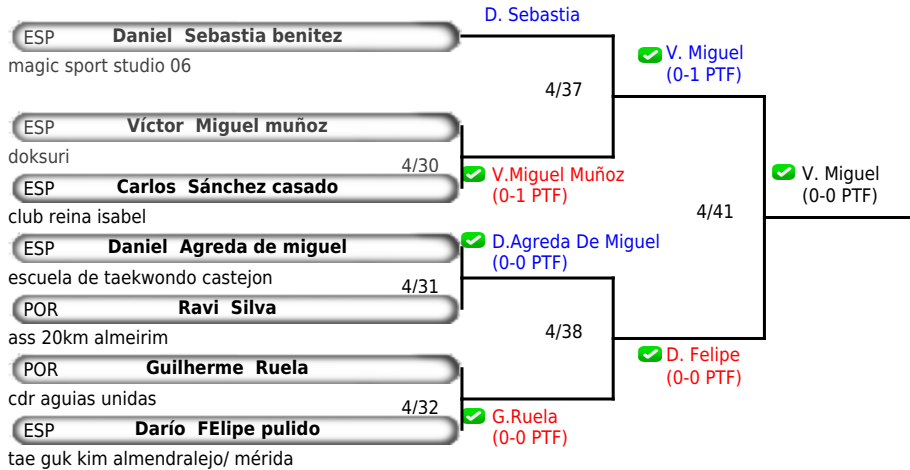 D. Sebastia
ESP Daniel Sebastia benitez
magic sport studio 06
V. Miguel
(0-1 PTF)
4/37
ESP Víctor Miguel muñoz
doksuri
4/30
V.Miguel Muñoz
(0-1 PTF)
ESP Carlos Sánchez casado
club reina isabel
V. Miguel
(0-0 PTF)
4/41
ESP Daniel Agreda de miguel
D.Agreda De Miguel
(0-0 PTF)
escuela de taekwondo castejon
4/31
POR Ravi Silva
ass 20km almeirim
4/38
D. Felipe
(0-0 PTF)
POR Guilherme Ruela
cdr aguias unidas
4/32
G.Ruela
(0-0 PTF)
ESP Darío FElipe pulido
tae guk kim almendralejo/ mérida